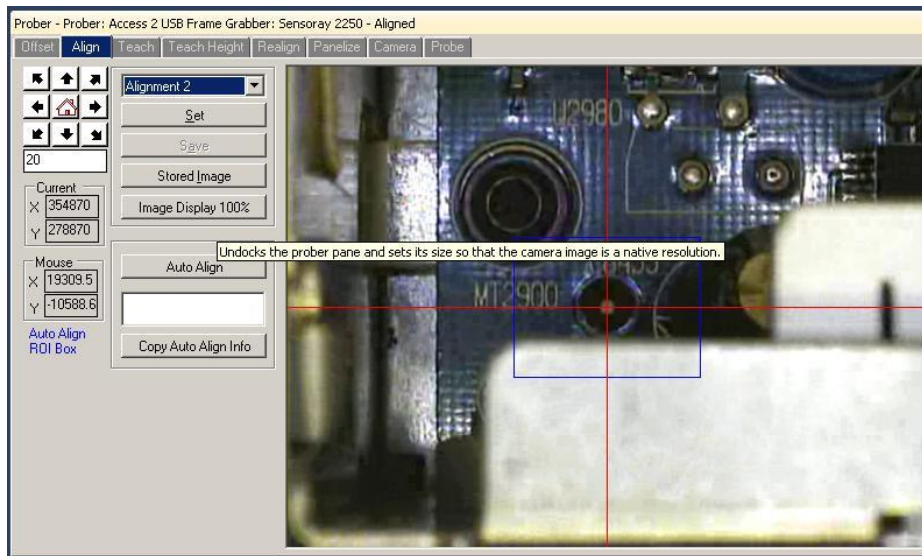 Prober - Prober: Access 2 USB Frame Grabber: Sensoray 2250 - Aligned
Offset Align Teach Teach Height Realign Panelize Camera Probe
Alignment 2
Set
Save
Stored Image
Image Display 100%
20
Current
X 354870
Y 278870
Undocks the prober pane and sets its size so that the camera image is a native resolution.
Mouse
X 19309.5
Y -10588.6
Auto Align
ROI Box
Auto Align
Copy Auto Align Info
U2980
MT2900